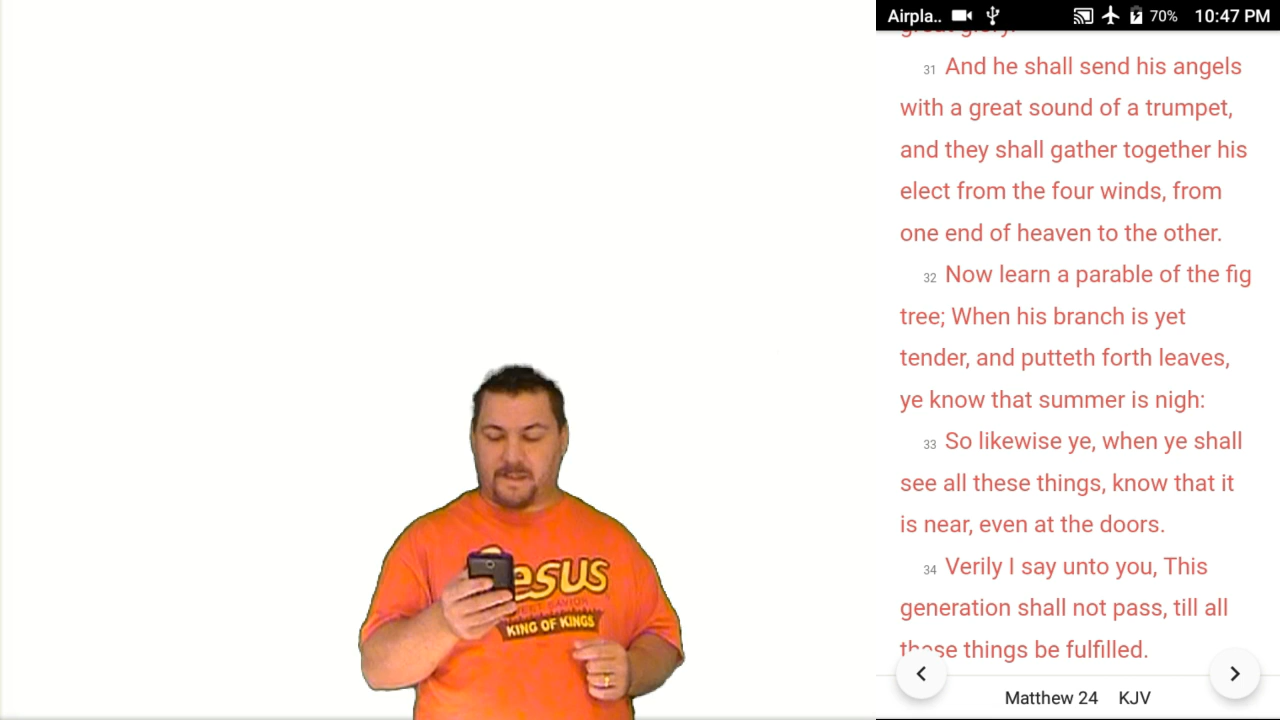 Airpla.. 70% 10:47 PM
great glory.
31 And he shall send his angels
with a great sound of a trumpet,
and they shall gather together his
elect from the four winds, from
one end of heaven to the other.
32 Now learn a parable of the fig
tree; When his branch is yet
tender, and putteth forth leaves,
ye know that summer is nigh:
33 So likewise ye, when ye shall
see all these things, know that it
is near, even at the doors.
34 Verily I say unto you, This
generation shall not pass, till all
these things be fulfilled.
Matthew 24 KJV
esus
KING OF KINGS